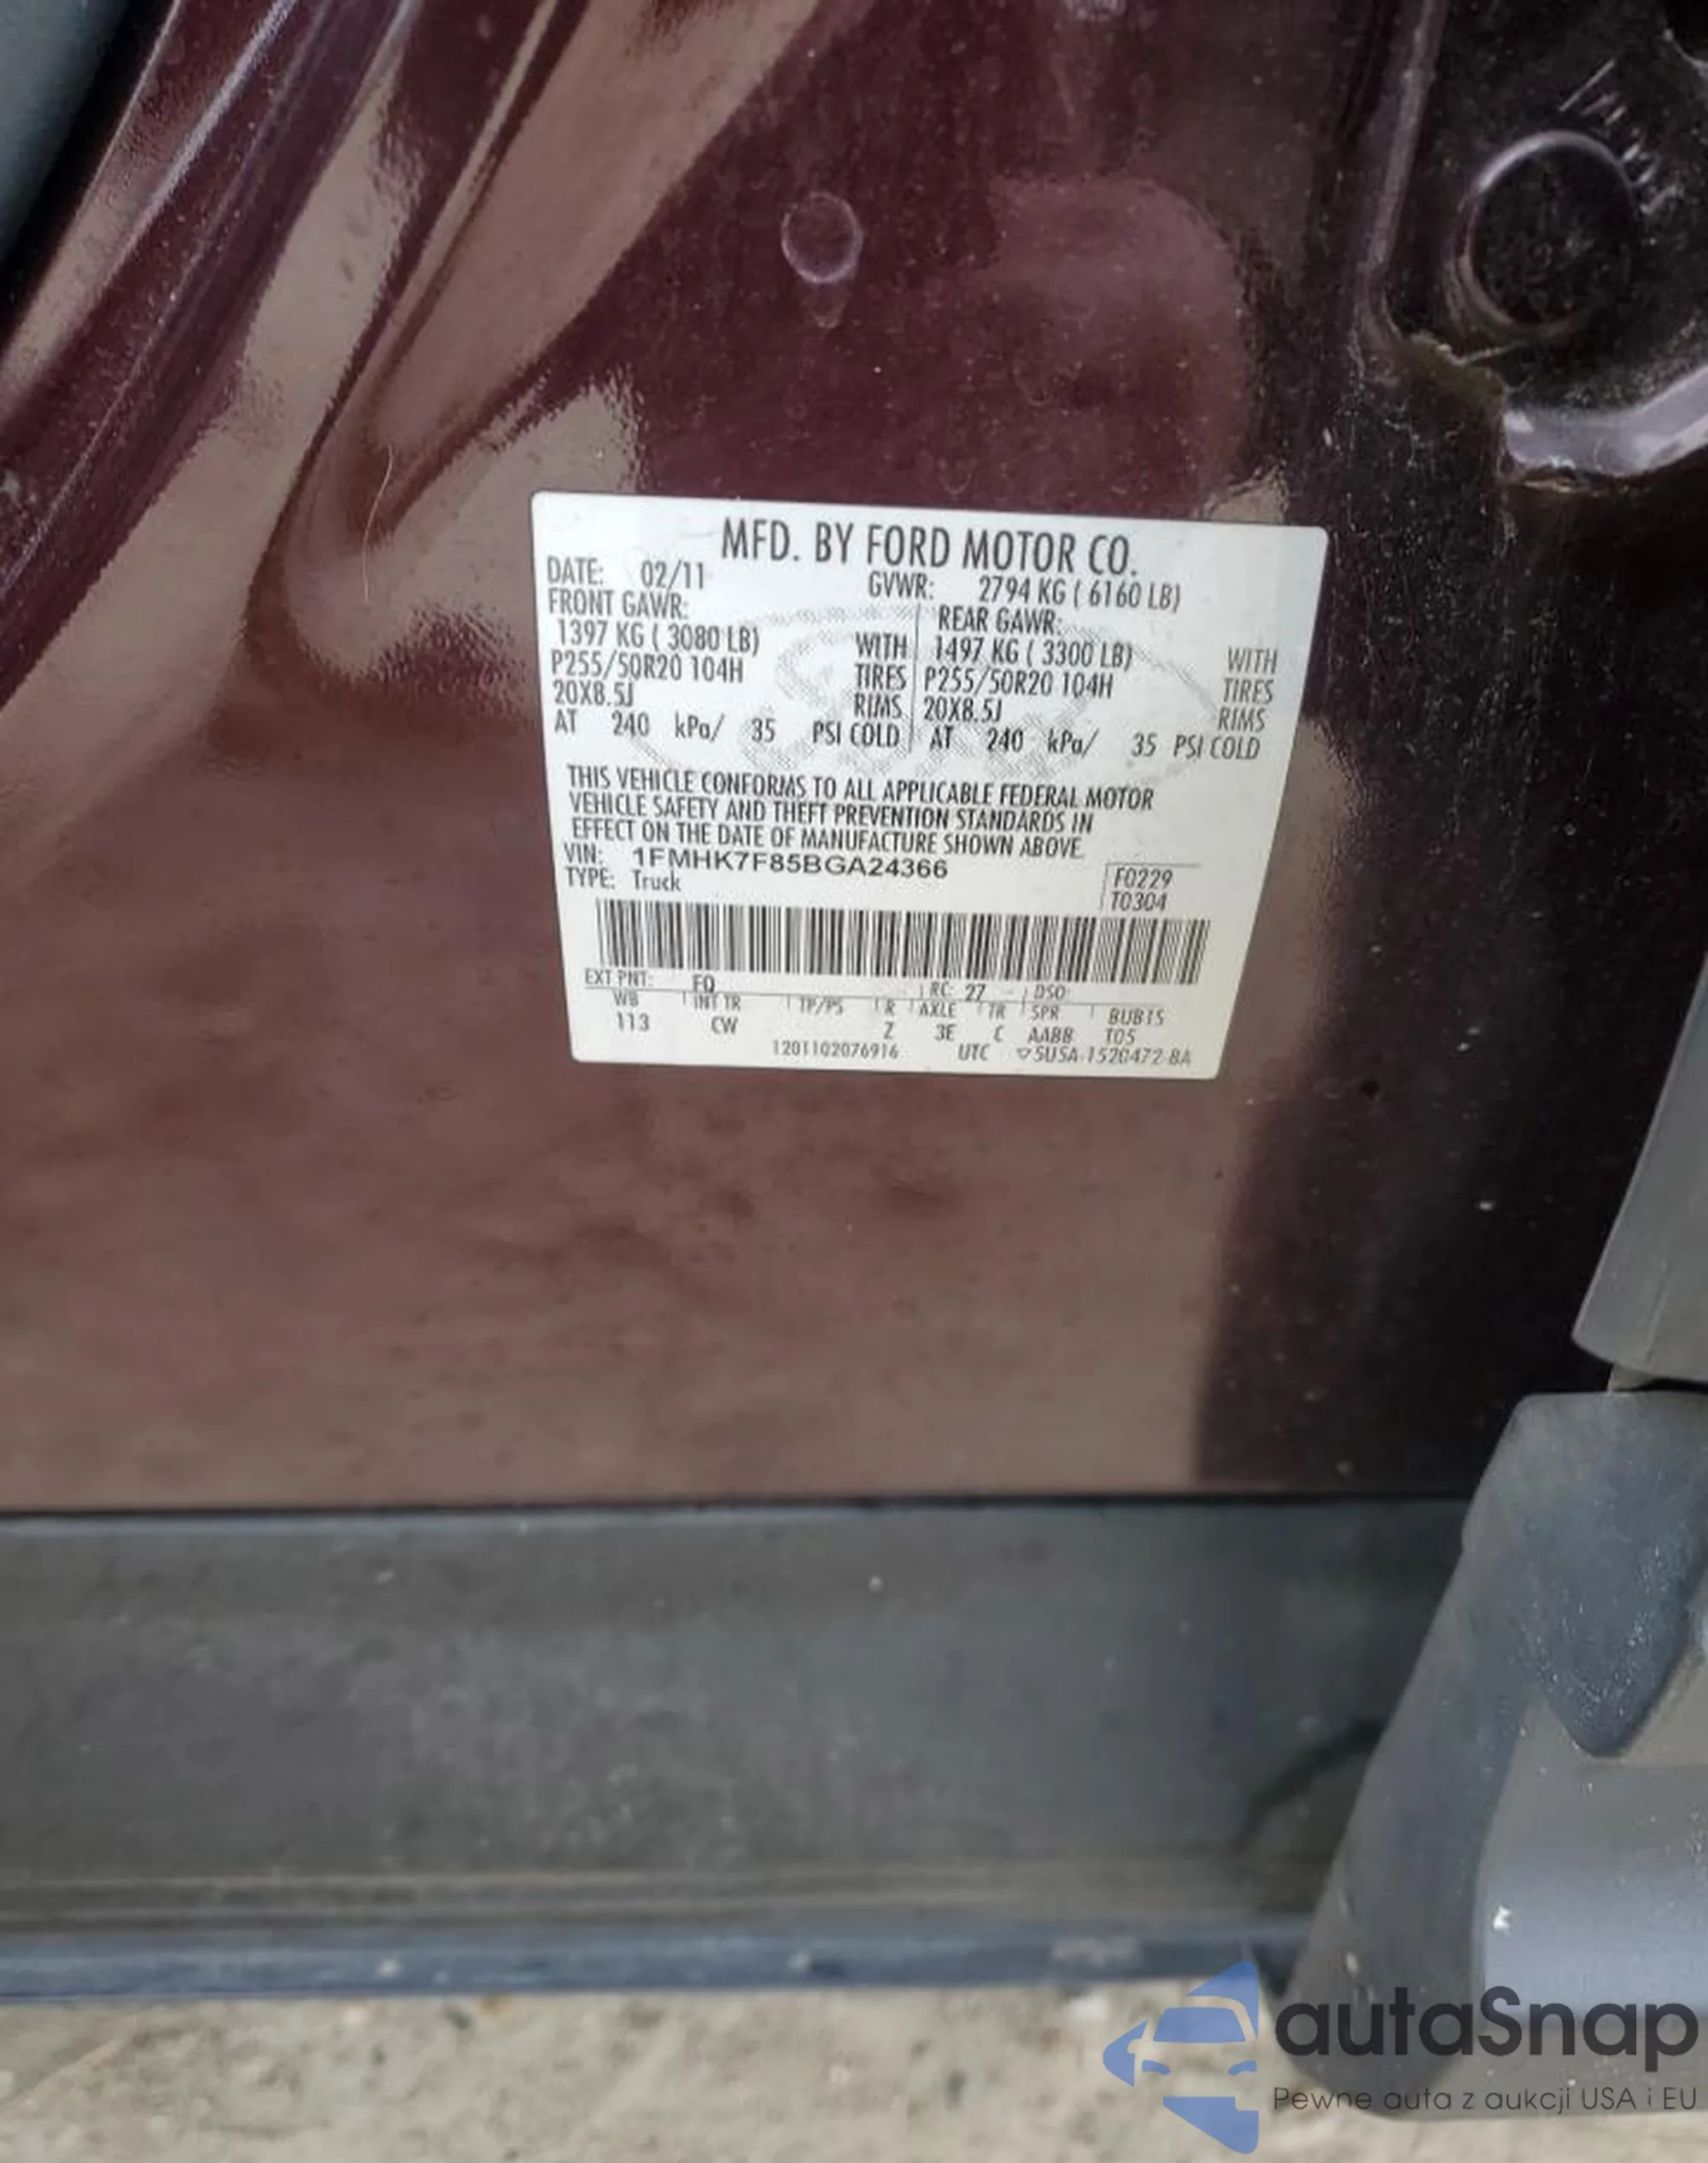 MFD. BY FORD MOTOR CO.
DATE: 02/11 GVWR: 2794 KG ( 6160 LB)
FRONT GAWR: REAR GAWR:
1397 KG ( 3080 LB) WITH 1497 KG ( 3300 LB) WITH
P255/50R20 104H TIRES P255/50R20 104H TIRES
20X8.5J RIMS 20X8.5J RIMS
AT 240 kPa/ 35 PSI COLD AT 240 kPa/ 35 PSI COLD
THIS VEHICLE CONFORMS TO ALL APPLICABLE FEDERAL MOTOR
VEHICLE SAFETY AND THEFT PREVENTION STANDARDS IN
EFFECT ON THE DATE OF MANUFACTURE SHOWN ABOVE.
VIN: 1FMHK7F85BGA24366
TYPE: Truck
F0229
T0304
EXT PNT: FQ RC: 27 DSO:
WB INT TR TP/PS R AXLE TR SPR BUBTS
113 CW Z 3E C AABB T05
1201102076916 UTC ▽5U5A-1520472-BA
autaSnap
Pewne auta z aukcji USA i EU